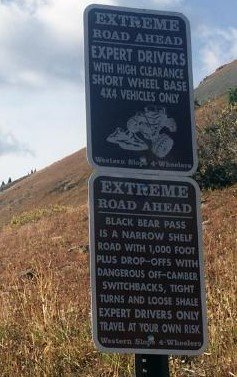 EXTREME
ROAD AHEAD
EXPERT DRIVERS
WITH HIGH CLEARANCE
SHORT WHEEL BASE
4X4 VEHICLES ONLY
Western Slope 4-Wheelers
EXTREME
ROAD AHEAD
BLACK BEAR PASS
IS A NARROW SHELF
ROAD WITH 1,000 FOOT
PLUS DROP-OFFS WITH
DANGEROUS OFF-CAMBER
SWITCHBACKS, TIGHT
TURNS AND LOOSE SHALE
EXPERT DRIVERS ONLY
TRAVEL AT YOUR OWN RISK
Western Slope 4-Wheelers